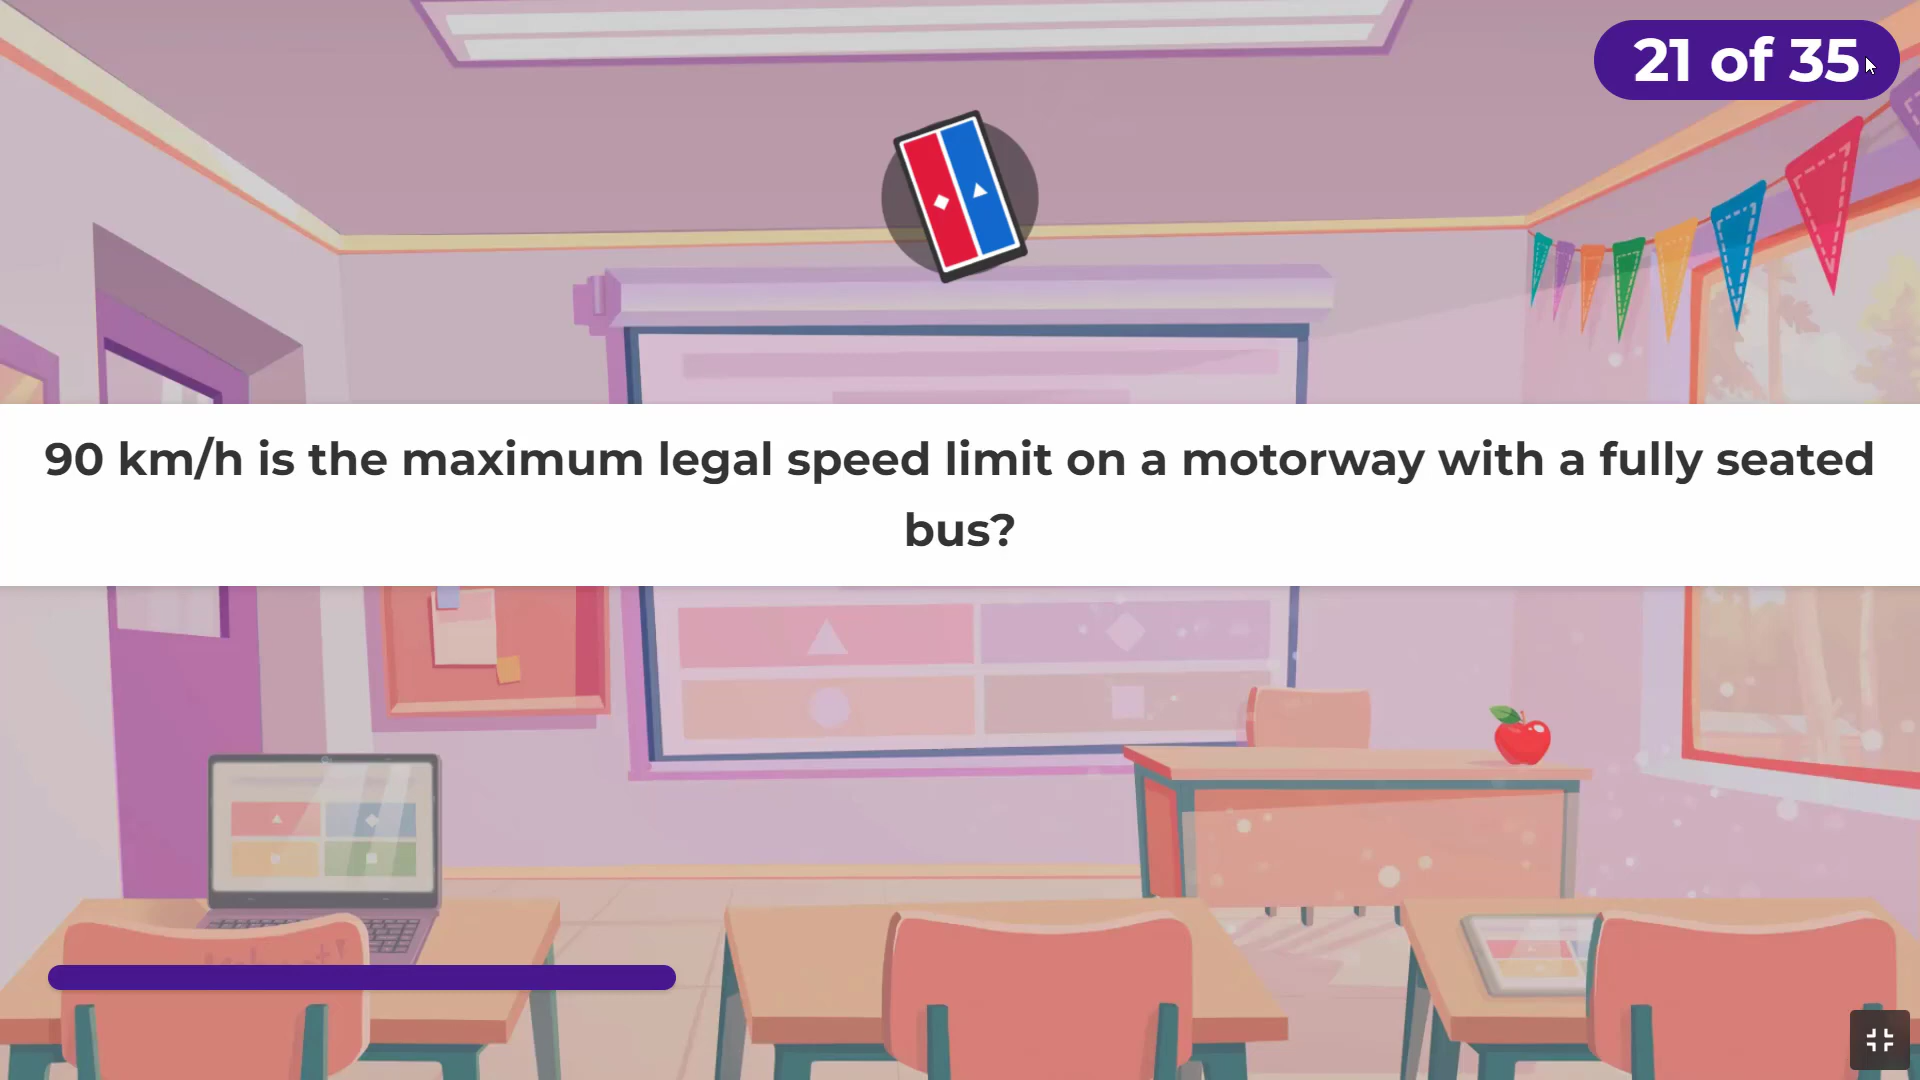 21 of 35
90 km/h is the maximum legal speed limit on a motorway with a fully seated
bus?